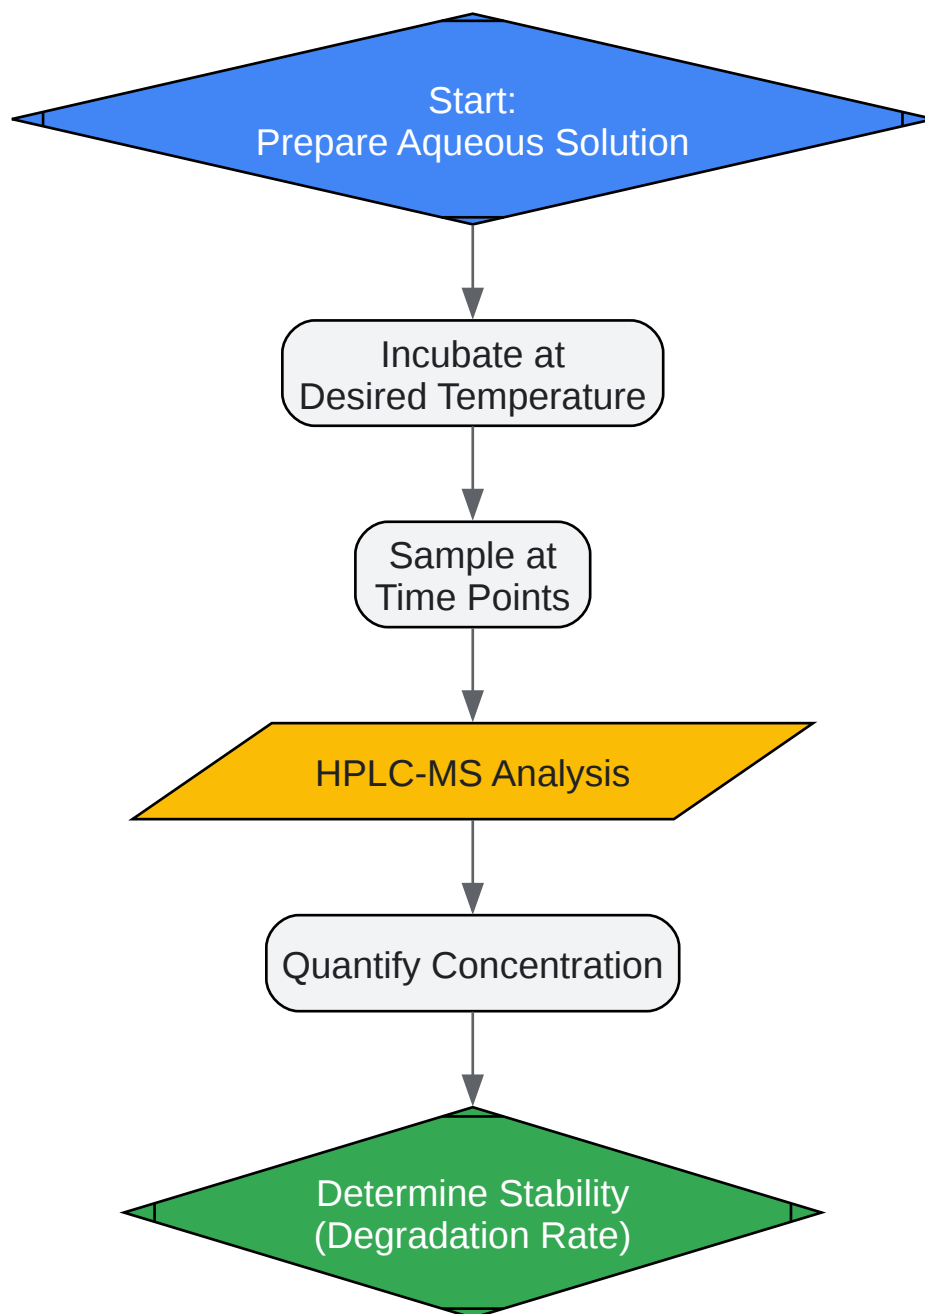 Start:
Prepare Aqueous Solution
Incubate at
Desired Temperature
Sample at
Time Points
HPLC-MS Analysis
Quantify Concentration
Determine Stability
(Degradation Rate)